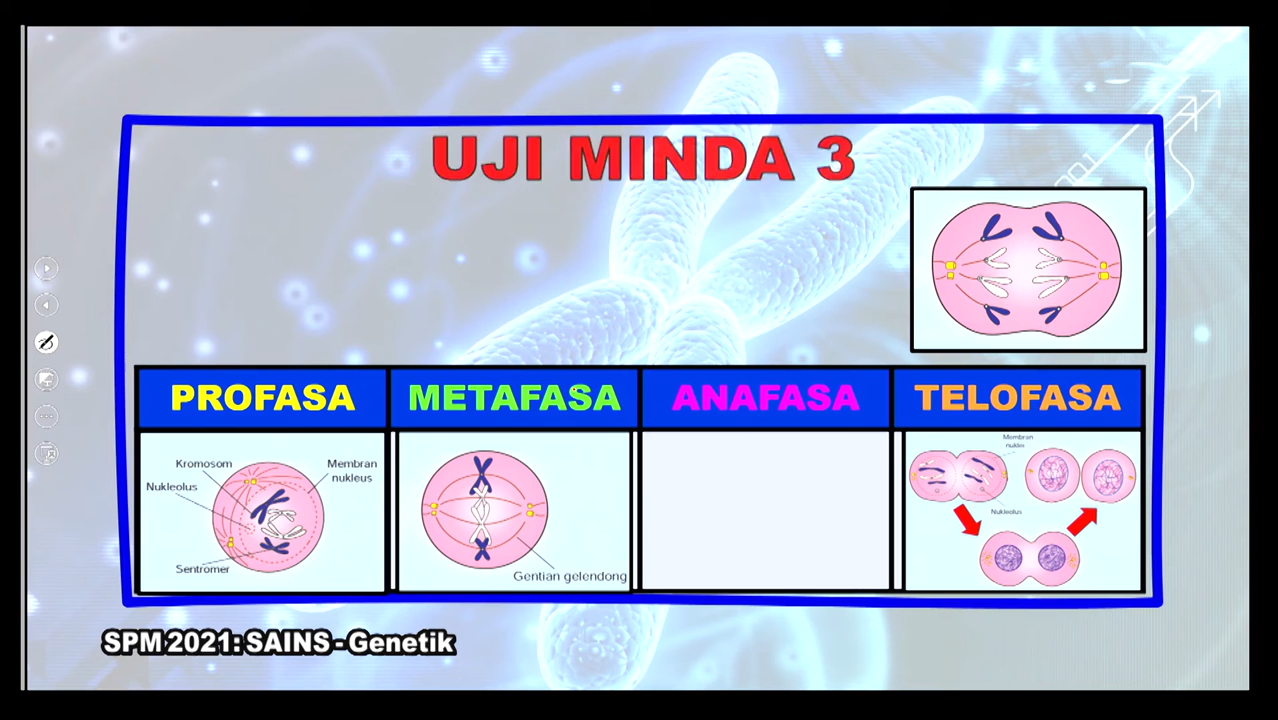 UJI MINDA 3
PROFASA
METAFASA
ANAFASA
TELOFASA
Kromosom
Membran
nukleus
Nukleolus
Sentromer
Gentian gelendong
Membran
nuklei
Nukleolus
SPM 2021: SAINS - Genetik